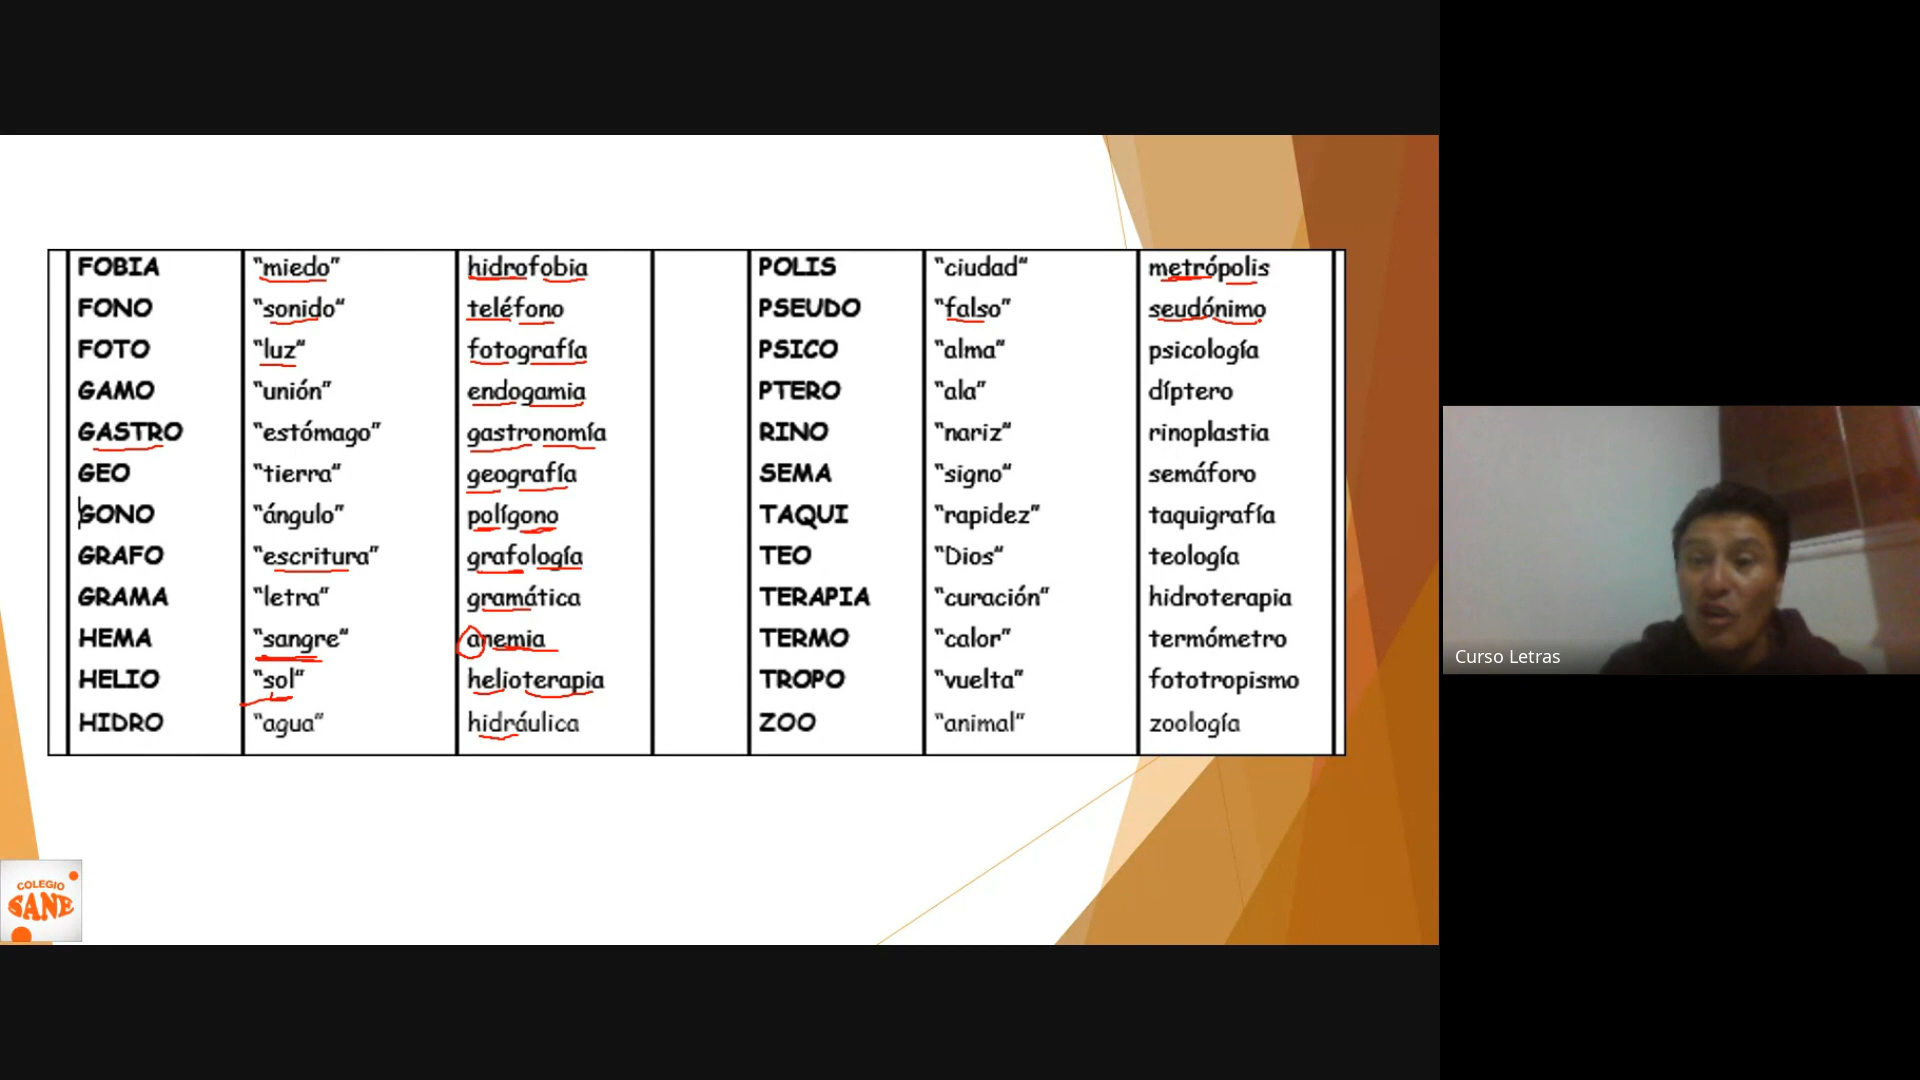 FOBIA “miedo” hidrofobia POLIS “ciudad” metrópolis
FONO “sonido” teléfono PSEUDO “falso” seudónimo
FOTO “luz” fotografía PSICO “alma” psicología
GAMO “unión” endogamia PTERO “ala” díptero
GASTRO “estómago” gastronomía RINO “nariz” rinoplastia
GEO “tierra” geografía SEMA “signo” semáforo
GONO “ángulo” polígono TAQUI “rapidez” taquigrafía
GRAFO “escritura” grafología TEO “Dios” teología
GRAMA “letra” gramática TERAPIA “curación” hidroterapia
HEMA “sangre” anemia TERMO “calor” termómetro
HELIO “sol” helioterapia TROPO “vuelta” fototropismo
HIDRO “agua” hidráulica ZOO “animal” zoología
Curso Letras
COLEGIO
SANE